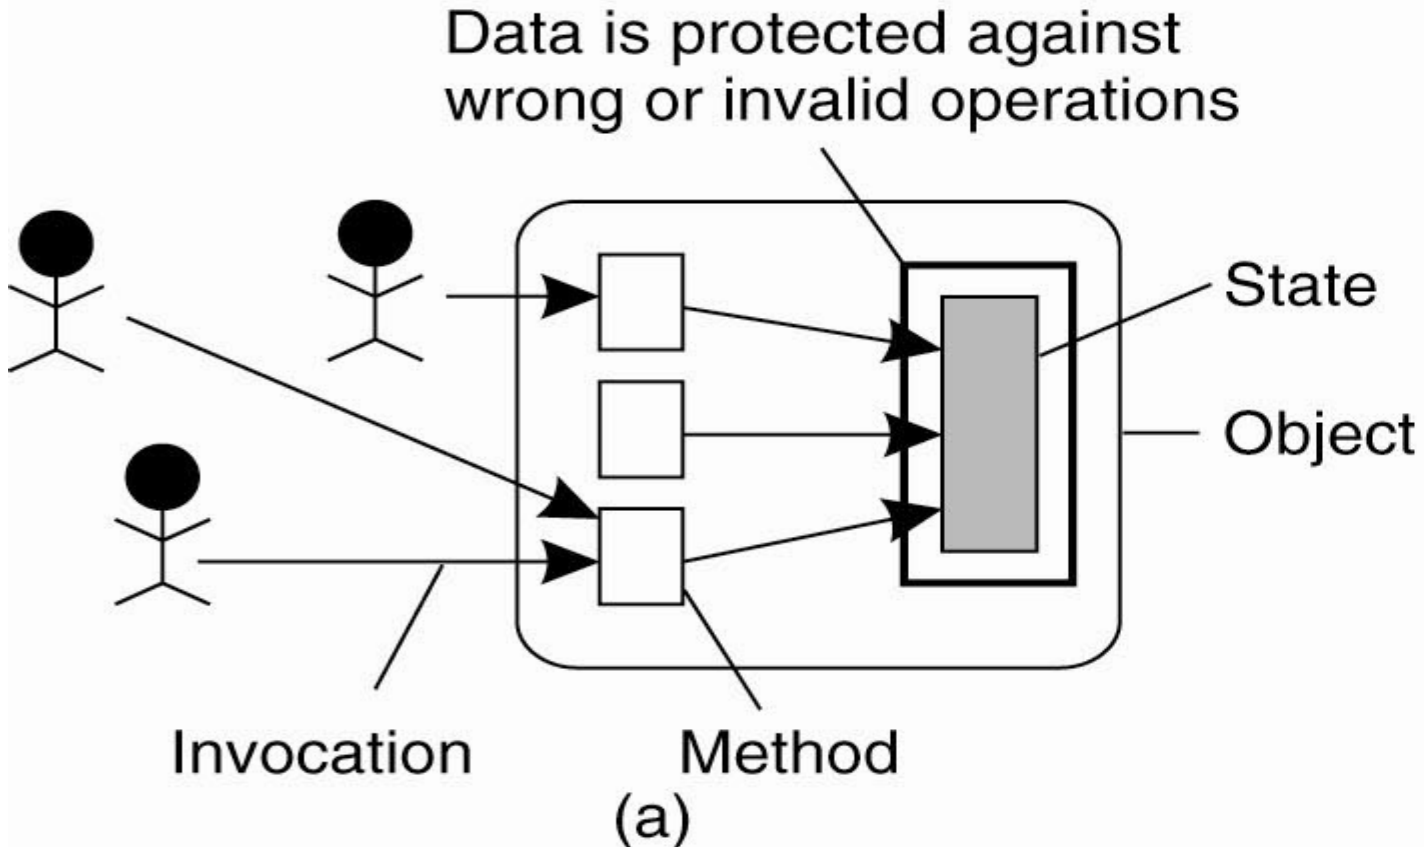 Data is protected against
wrong or invalid operations
State
Object
Invocation
Method
(a)